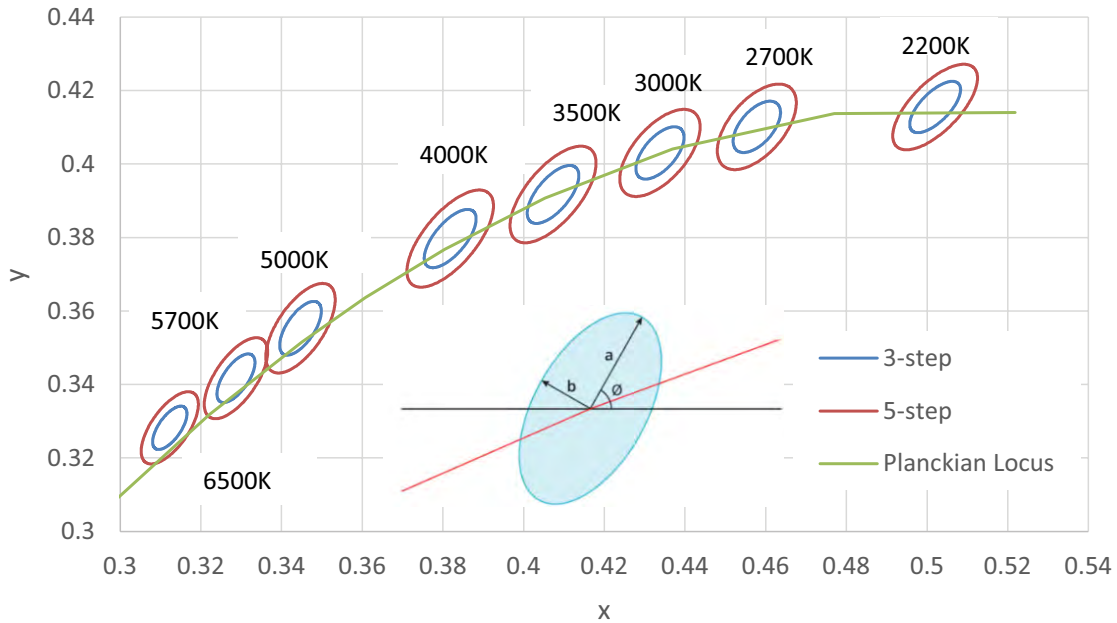 0.44
0.42
0.4
0.38
0.36
0.34
0.32
0.3
y
2200K
2700K
3000K
3500K
4000K
5000K
5700K
6500K
a
b
Ø
3-step
5-step
Planckian Locus
0.3 0.32 0.34 0.36 0.38 0.4 0.42 0.44 0.46 0.48 0.5 0.52 0.54
x